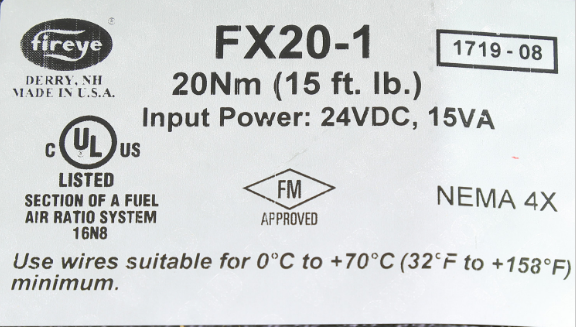 fireye®
DERRY, NH
MADE IN U.S.A.
FX20-1
1719 - 08
20Nm (15 ft. lb.)
Input Power: 24VDC, 15VA
C UL US
LISTED
SECTION OF A FUEL
AIR RATIO SYSTEM
16N8
FM
APPROVED
NEMA 4X
Use wires suitable for 0°C to +70°C (32°F to +158°F)
minimum.